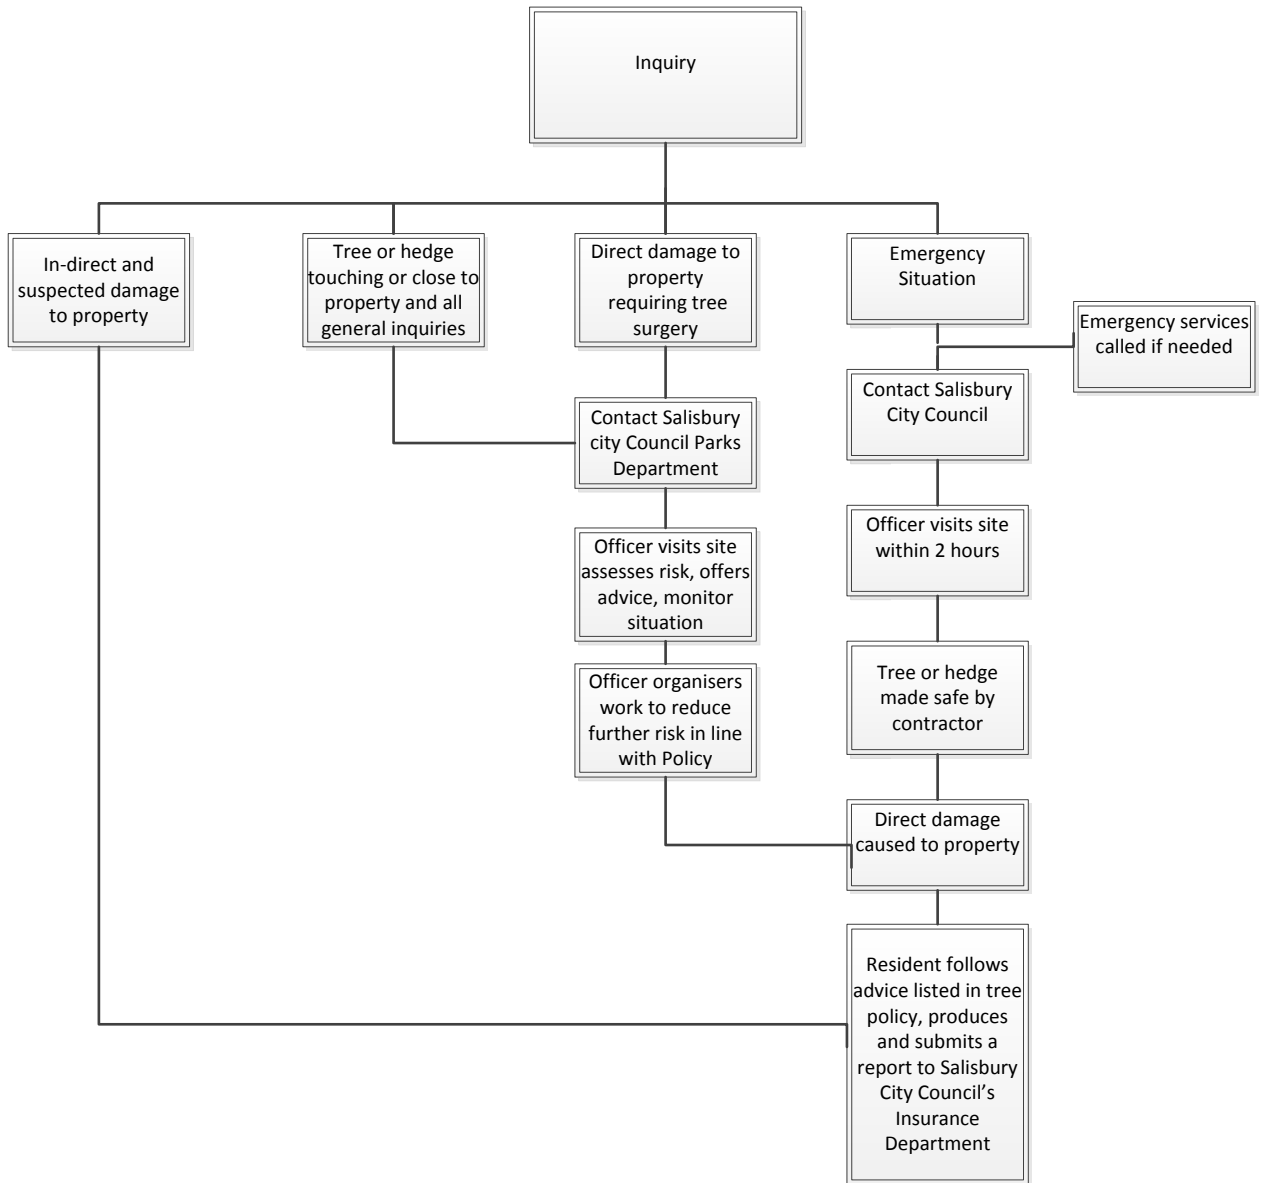 Inquiry
In-direct and
suspected damage
to property
Tree or hedge
touching or close to
property and all
general inquiries
Direct damage to
property
requiring tree
surgery
Emergency
Situation
Emergency services
called if needed
Contact Salisbury
city Council Parks
Department
Contact Salisbury
City Council
Officer visits site
assesses risk, offers
advice, monitor
situation
Officer visits site
within 2 hours
Officer organisers
work to reduce
further risk in line
with Policy
Tree or hedge
made safe by
contractor
Direct damage
caused to property
Resident follows
advice listed in tree
policy, produces
and submits a
report to Salisbury
City Council’s
Insurance
Department